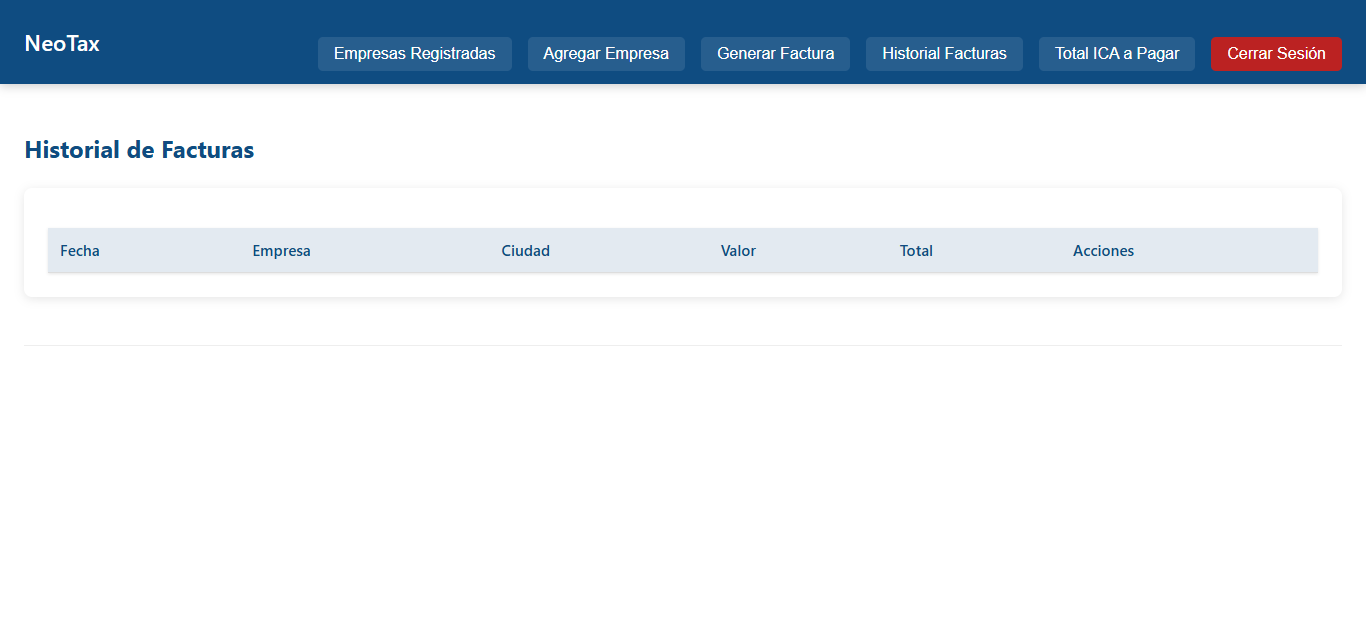 NeoTax
Empresas Registradas
Agregar Empresa
Generar Factura
Historial Facturas
Total ICA a Pagar
Cerrar Sesión
Historial de Facturas
Fecha Empresa Ciudad Valor Total Acciones